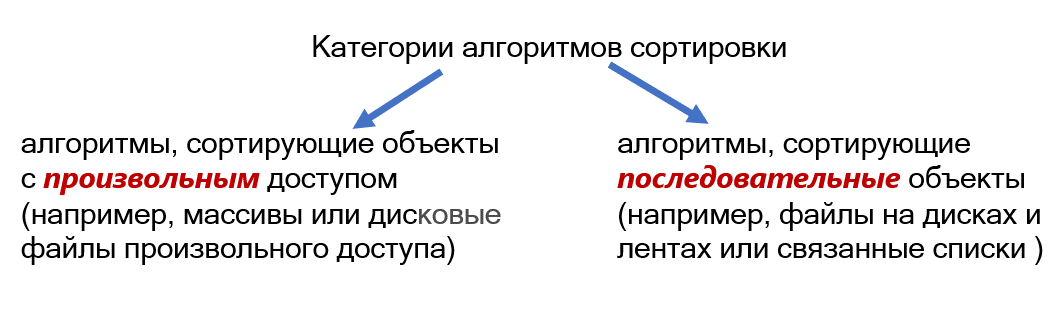 Категории алгоритмов сортировки
алгоритмы, сортирующие объекты
с произвольным доступом
(например, массивы или дисковые
файлы произвольного доступа)
алгоритмы, сортирующие
последовательные объекты
(например, файлы на дисках и
лентах или связанные списки )